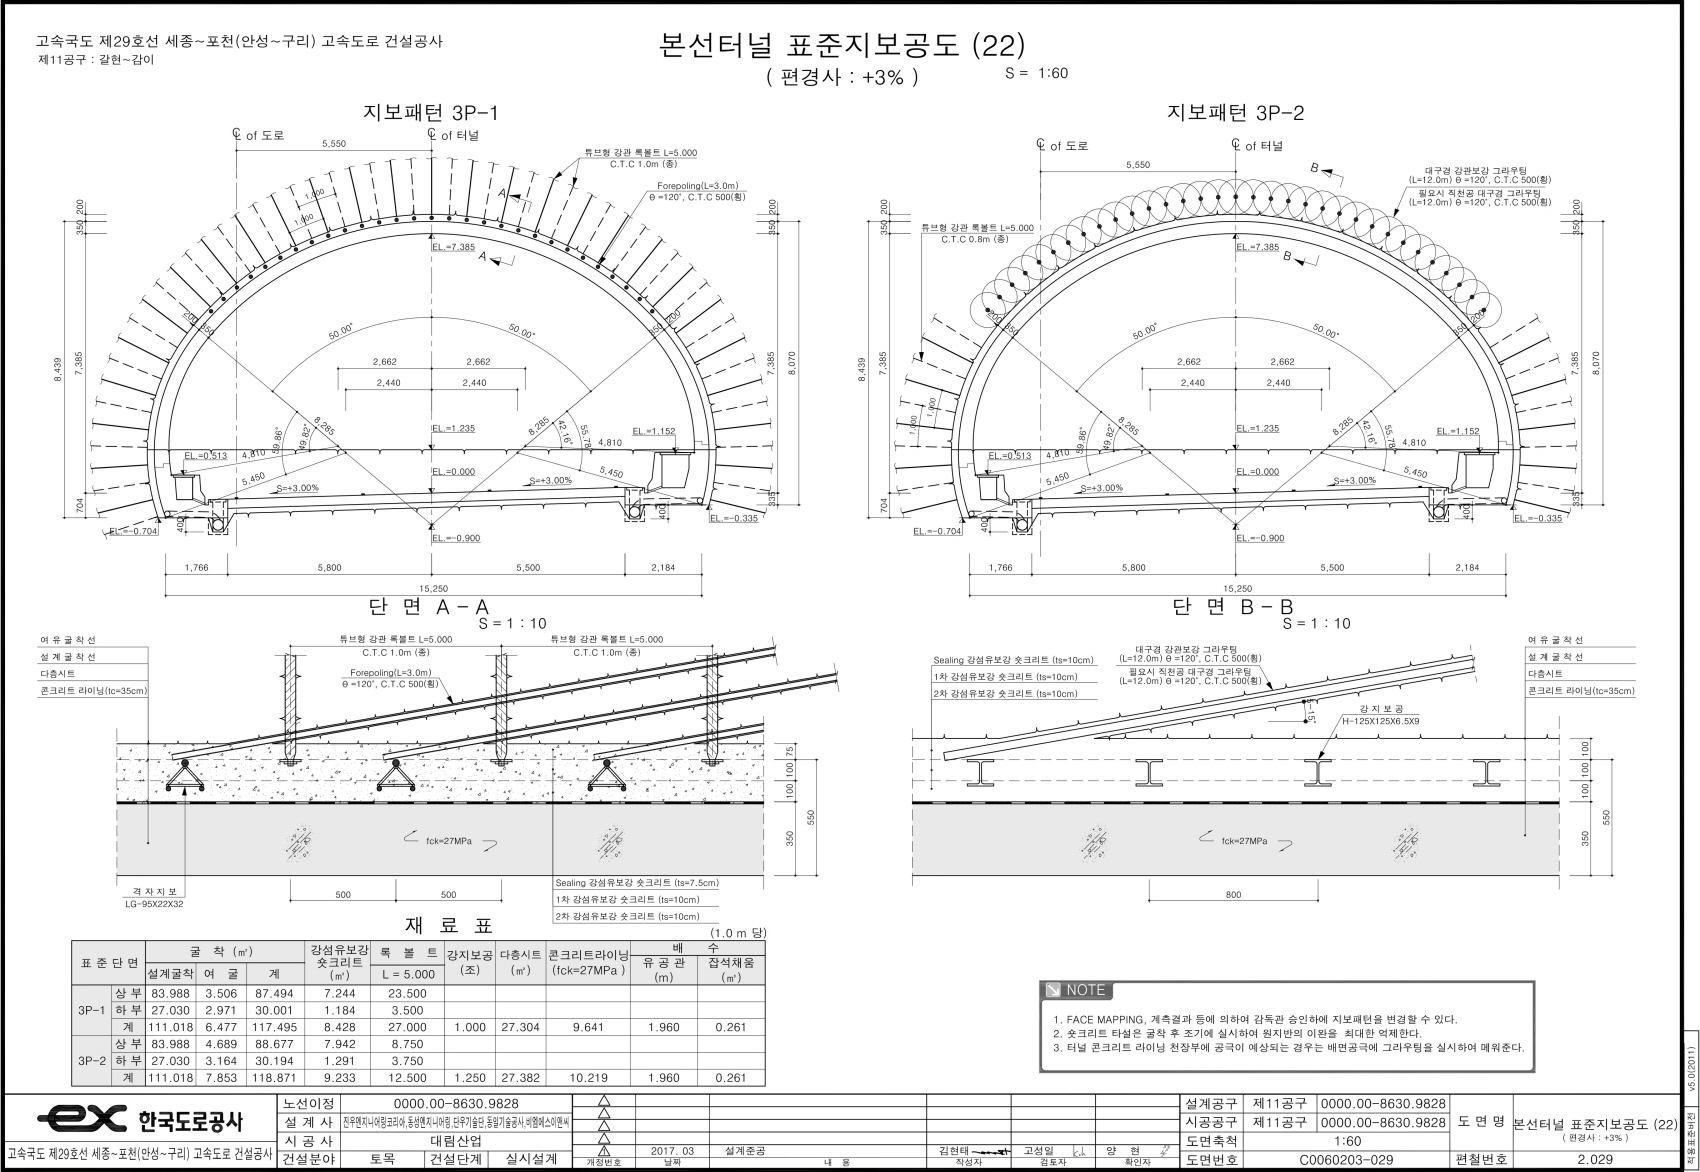 고속국도 제29호선 세종~포천(안성~구리) 고속도로 건설공사
제11공구 : 갈현~감이
본선터널 표준지보공도 (22)
( 편경사 : +3% )
S = 1:60
지보패턴 3P-1
℄ of 도로
℄ of 터널
5,550
튜브형 강관 록볼트 L=5.000
C.T.C 1.0m (종)
Forepoling(L=3.0m)
θ =120°, C.T.C 500(횡)
A
1,000
1,000
200
350
200
350
EL.=7.385
A
200
350
350
200
50.00°
50.00°
2,662
2,662
2,440
2,440
8,439
7,385
7,385
8,070
8,285
8,285
59.86°
49.82°
42.16°
55.78°
EL.=1.235
EL.=1.152
EL.=0.513
4,810
4,810
EL.=0.000
5,450
5,450
S=+3.00%
S=+3.00%
704
335
400
400
EL.=-0.704
EL.=-0.335
EL.=-0.900
1,766
5,800
5,500
2,184
15,250
지보패턴 3P-2
℄ of 도로
℄ of 터널
5,550
B
대구경 강관보강 그라우팅
(L=12.0m) θ =120°, C.T.C 500(횡)
필요시 직천공 대구경 그라우팅
(L=12.0m) θ =120°, C.T.C 500(횡)
튜브형 강관 록볼트 L=5.000
C.T.C 0.8m (종)
200
350
200
350
EL.=7.385
B
200
350
350
200
50.00°
50.00°
2,662
2,662
2,440
2,440
8,439
7,385
7,385
8,070
1,000
1,000
8,285
8,285
59.86°
49.82°
42.16°
55.78°
EL.=1.235
EL.=1.152
EL.=0.513
4,810
4,810
EL.=0.000
5,450
5,450
S=+3.00%
S=+3.00%
704
335
400
400
EL.=-0.704
EL.=-0.335
EL.=-0.900
1,766
5,800
5,500
2,184
15,250
단 면 A - A
S = 1 : 10
여 유 굴 착 선
설 계 굴 착 선
다층시트
콘크리트 라이닝(tc=35cm)
튜브형 강관 록볼트 L=5.000
C.T.C 1.0m (종)
튜브형 강관 록볼트 L=5.000
C.T.C 1.0m (종)
Forepoling(L=3.0m)
θ =120°, C.T.C 500(횡)
75
100
100
550
350
fck=27MPa
격 자 지 보
LG-95X22X32
500
500
Sealing 강섬유보강 숏크리트 (ts=7.5cm)
1차 강섬유보강 숏크리트 (ts=10cm)
2차 강섬유보강 숏크리트 (ts=10cm)
단 면 B - B
S = 1 : 10
Sealing 강섬유보강 숏크리트 (ts=10cm)
1차 강섬유보강 숏크리트 (ts=10cm)
2차 강섬유보강 숏크리트 (ts=10cm)
대구경 강관보강 그라우팅
(L=12.0m) θ =120°, C.T.C 500(횡)
필요시 직천공 대구경 그라우팅
(L=12.0m) θ =120°, C.T.C 500(횡)
강 지 보 공
H-125X125X6.5X9
여 유 굴 착 선
설 계 굴 착 선
다층시트
콘크리트 라이닝(tc=35cm)
100
100
100
550
350
fck=27MPa
800
재 료 표
(1.0 m 당)
표 준 단 면 굴 착 (㎥) 강섬유보강 숏크리트 (㎥) 록 볼 트 강지보공 (조) 다층시트 (㎡) 콘크리트라이닝 (fck=27MPa ) 배 수
설계굴착 여 굴 계 L = 5.000 유 공 관 (m) 잡석채움 (㎥)
3P-1 상 부 83.988 3.506 87.494 7.244 23.500
하 부 27.030 2.971 30.001 1.184 3.500
계 111.018 6.477 117.495 8.428 27.000 1.000 27.304 9.641 1.960 0.261
3P-2 상 부 83.988 4.689 88.677 7.942 8.750
하 부 27.030 3.164 30.194 1.291 3.750
계 111.018 7.853 118.871 9.233 12.500 1.250 27.382 10.219 1.960 0.261
NOTE
1. FACE MAPPING, 계측결과 등에 의하여 감독관 승인하에 지보패턴을 변경할 수 있다.
2. 숏크리트 타설은 굴착 후 조기에 실시하여 원지반의 이완을 최대한 억제한다.
3. 터널 콘크리트 라이닝 천장부에 공극이 예상되는 경우는 배면공극에 그라우팅을 실시하여 메워준다.
v5.0(2011)
적용표준버전
ex 한국도로공사
고속국도 제29호선 세종~포천(안성~구리) 고속도로 건설공사
노선이정 0000.00-8630.9828
설 계 사 진우엔지니어링코리아,동성엔지니어링,단우기술단,동일기술공사,비엠에스이앤씨
시 공 사 대림산업
건설분야 토목 건설단계 실시설계
1 2017. 03 설계준공 김현태 고성일 양 현
개정번호 날짜 내 용 작성자 검토자 확인자
설계공구 제11공구 0000.00-8630.9828
시공공구 제11공구 0000.00-8630.9828
도면축척 1:60
도면번호 C0060203-029
도 면 명 본선터널 표준지보공도 (22)
( 편경사 : +3% )
편철번호 2.029